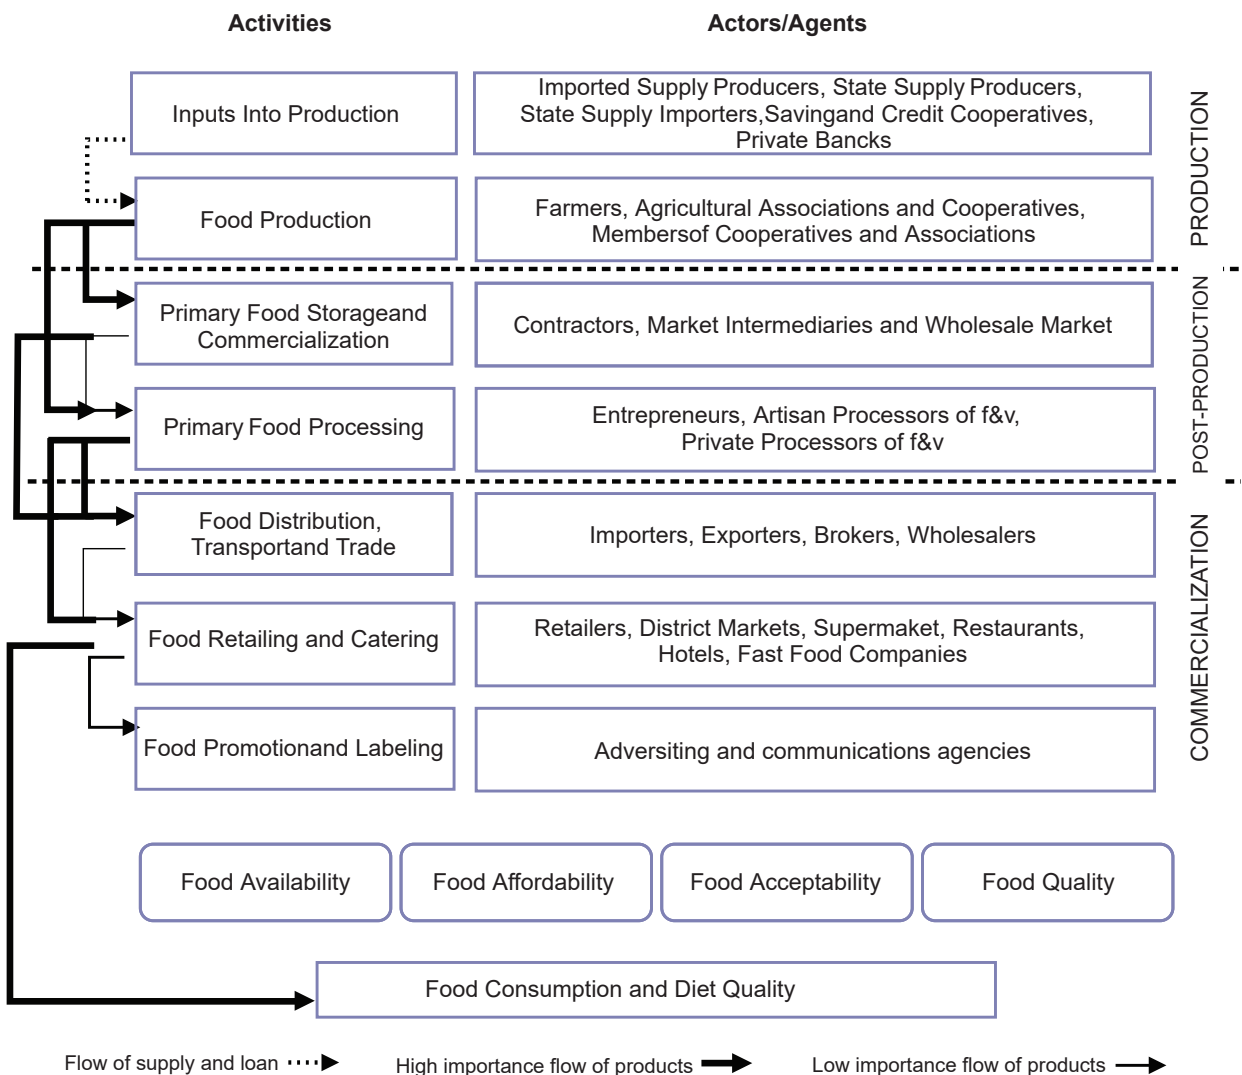 Activities
Actors/Agents
Inputs Into Production
Imported Supply Producers, State Supply Producers,
State Supply Importers,Savingand Credit Cooperatives,
Private Bancks
PRODUCTION
Food Production
Farmers, Agricultural Associations and Cooperatives,
Membersof Cooperatives and Associations
Primary Food Storageand
Commercialization
Contractors, Market Intermediaries and Wholesale Market
POST-PRODUCTION
Primary Food Processing
Entrepreneurs, Artisan Processors of f&v,
Private Processors of f&v
Food Distribution,
Transportand Trade
Importers, Exporters, Brokers, Wholesalers
COMMERCIALIZATION
Food Retailing and Catering
Retailers, District Markets, Supermaket, Restaurants,
Hotels, Fast Food Companies
Food Promotionand Labeling
Adversiting and communications agencies
Food Availability
Food Affordability
Food Acceptability
Food Quality
Food Consumption and Diet Quality
Flow of supply and loan
High importance flow of products
Low importance flow of products